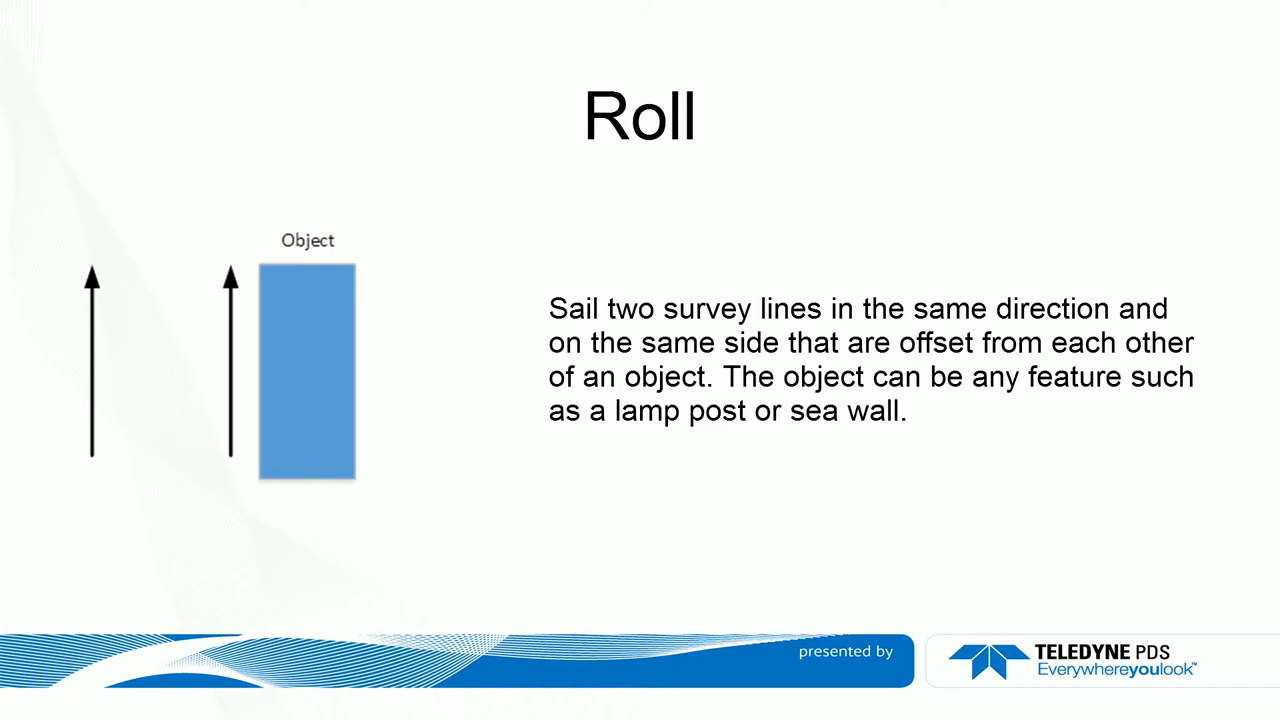 Roll
Object
Sail two survey lines in the same direction and
on the same side that are offset from each other
of an object. The object can be any feature such
as a lamp post or sea wall.
presented by
TELEDYNE PDS
Everywhereyoulook™